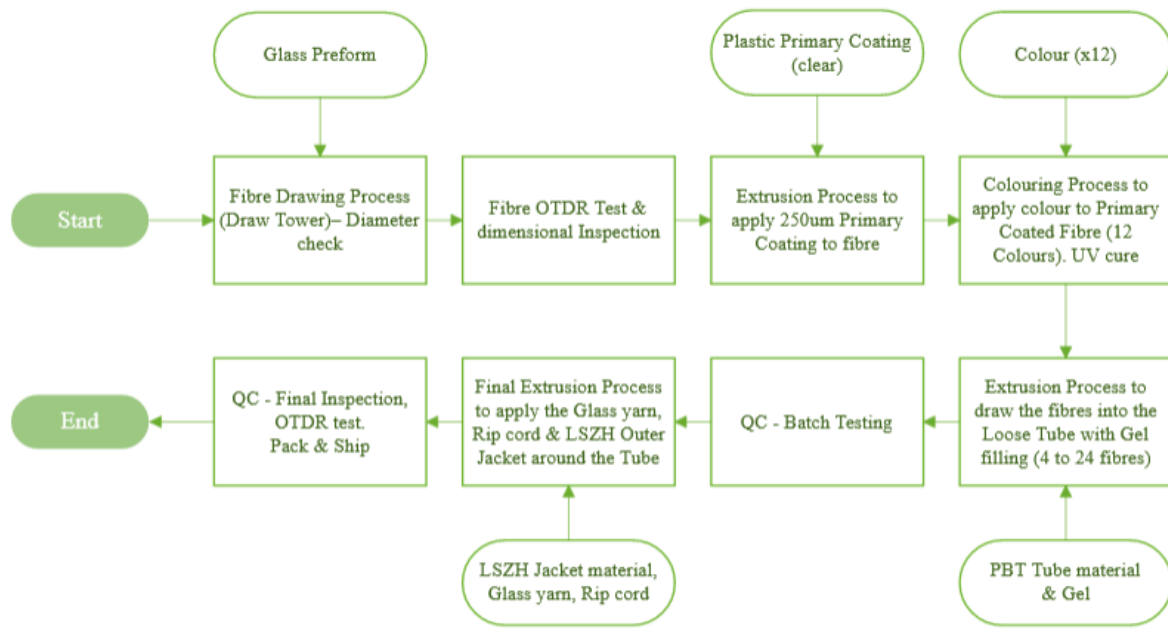 Glass Preform
Plastic Primary Coating
(clear)
Colour (x12)
Start
Fibre Drawing Process
(Draw Tower)– Diameter
check
Fibre OTDR Test &
dimensional Inspection
Extrusion Process to
apply 250um Primary
Coating to fibre
Colouring Process to
apply colour to Primary
Coated Fibre (12
Colours). UV cure
End
QC - Final Inspection,
OTDR test.
Pack & Ship
Final Extrusion Process
to apply the Glass yarn,
Rip cord & LSZH Outer
Jacket around the Tube
QC - Batch Testing
Extrusion Process to
draw the fibres into the
Loose Tube with Gel
filling (4 to 24 fibres)
LSZH Jacket material,
Glass yarn, Rip cord
PBT Tube material
& Gel